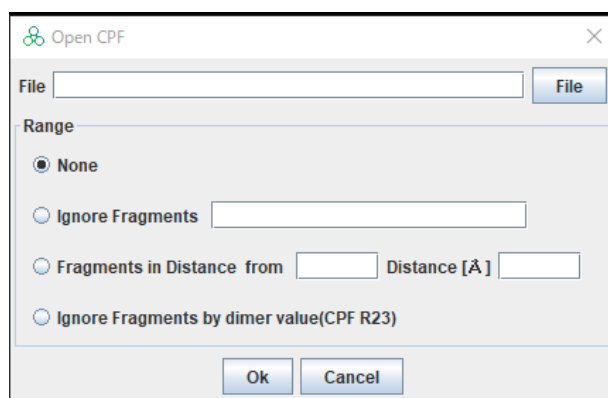 Open CPF
File File
Range
None
Ignore Fragments
Fragments in Distance from Distance [Å]
Ignore Fragments by dimer value(CPF R23)
Ok Cancel